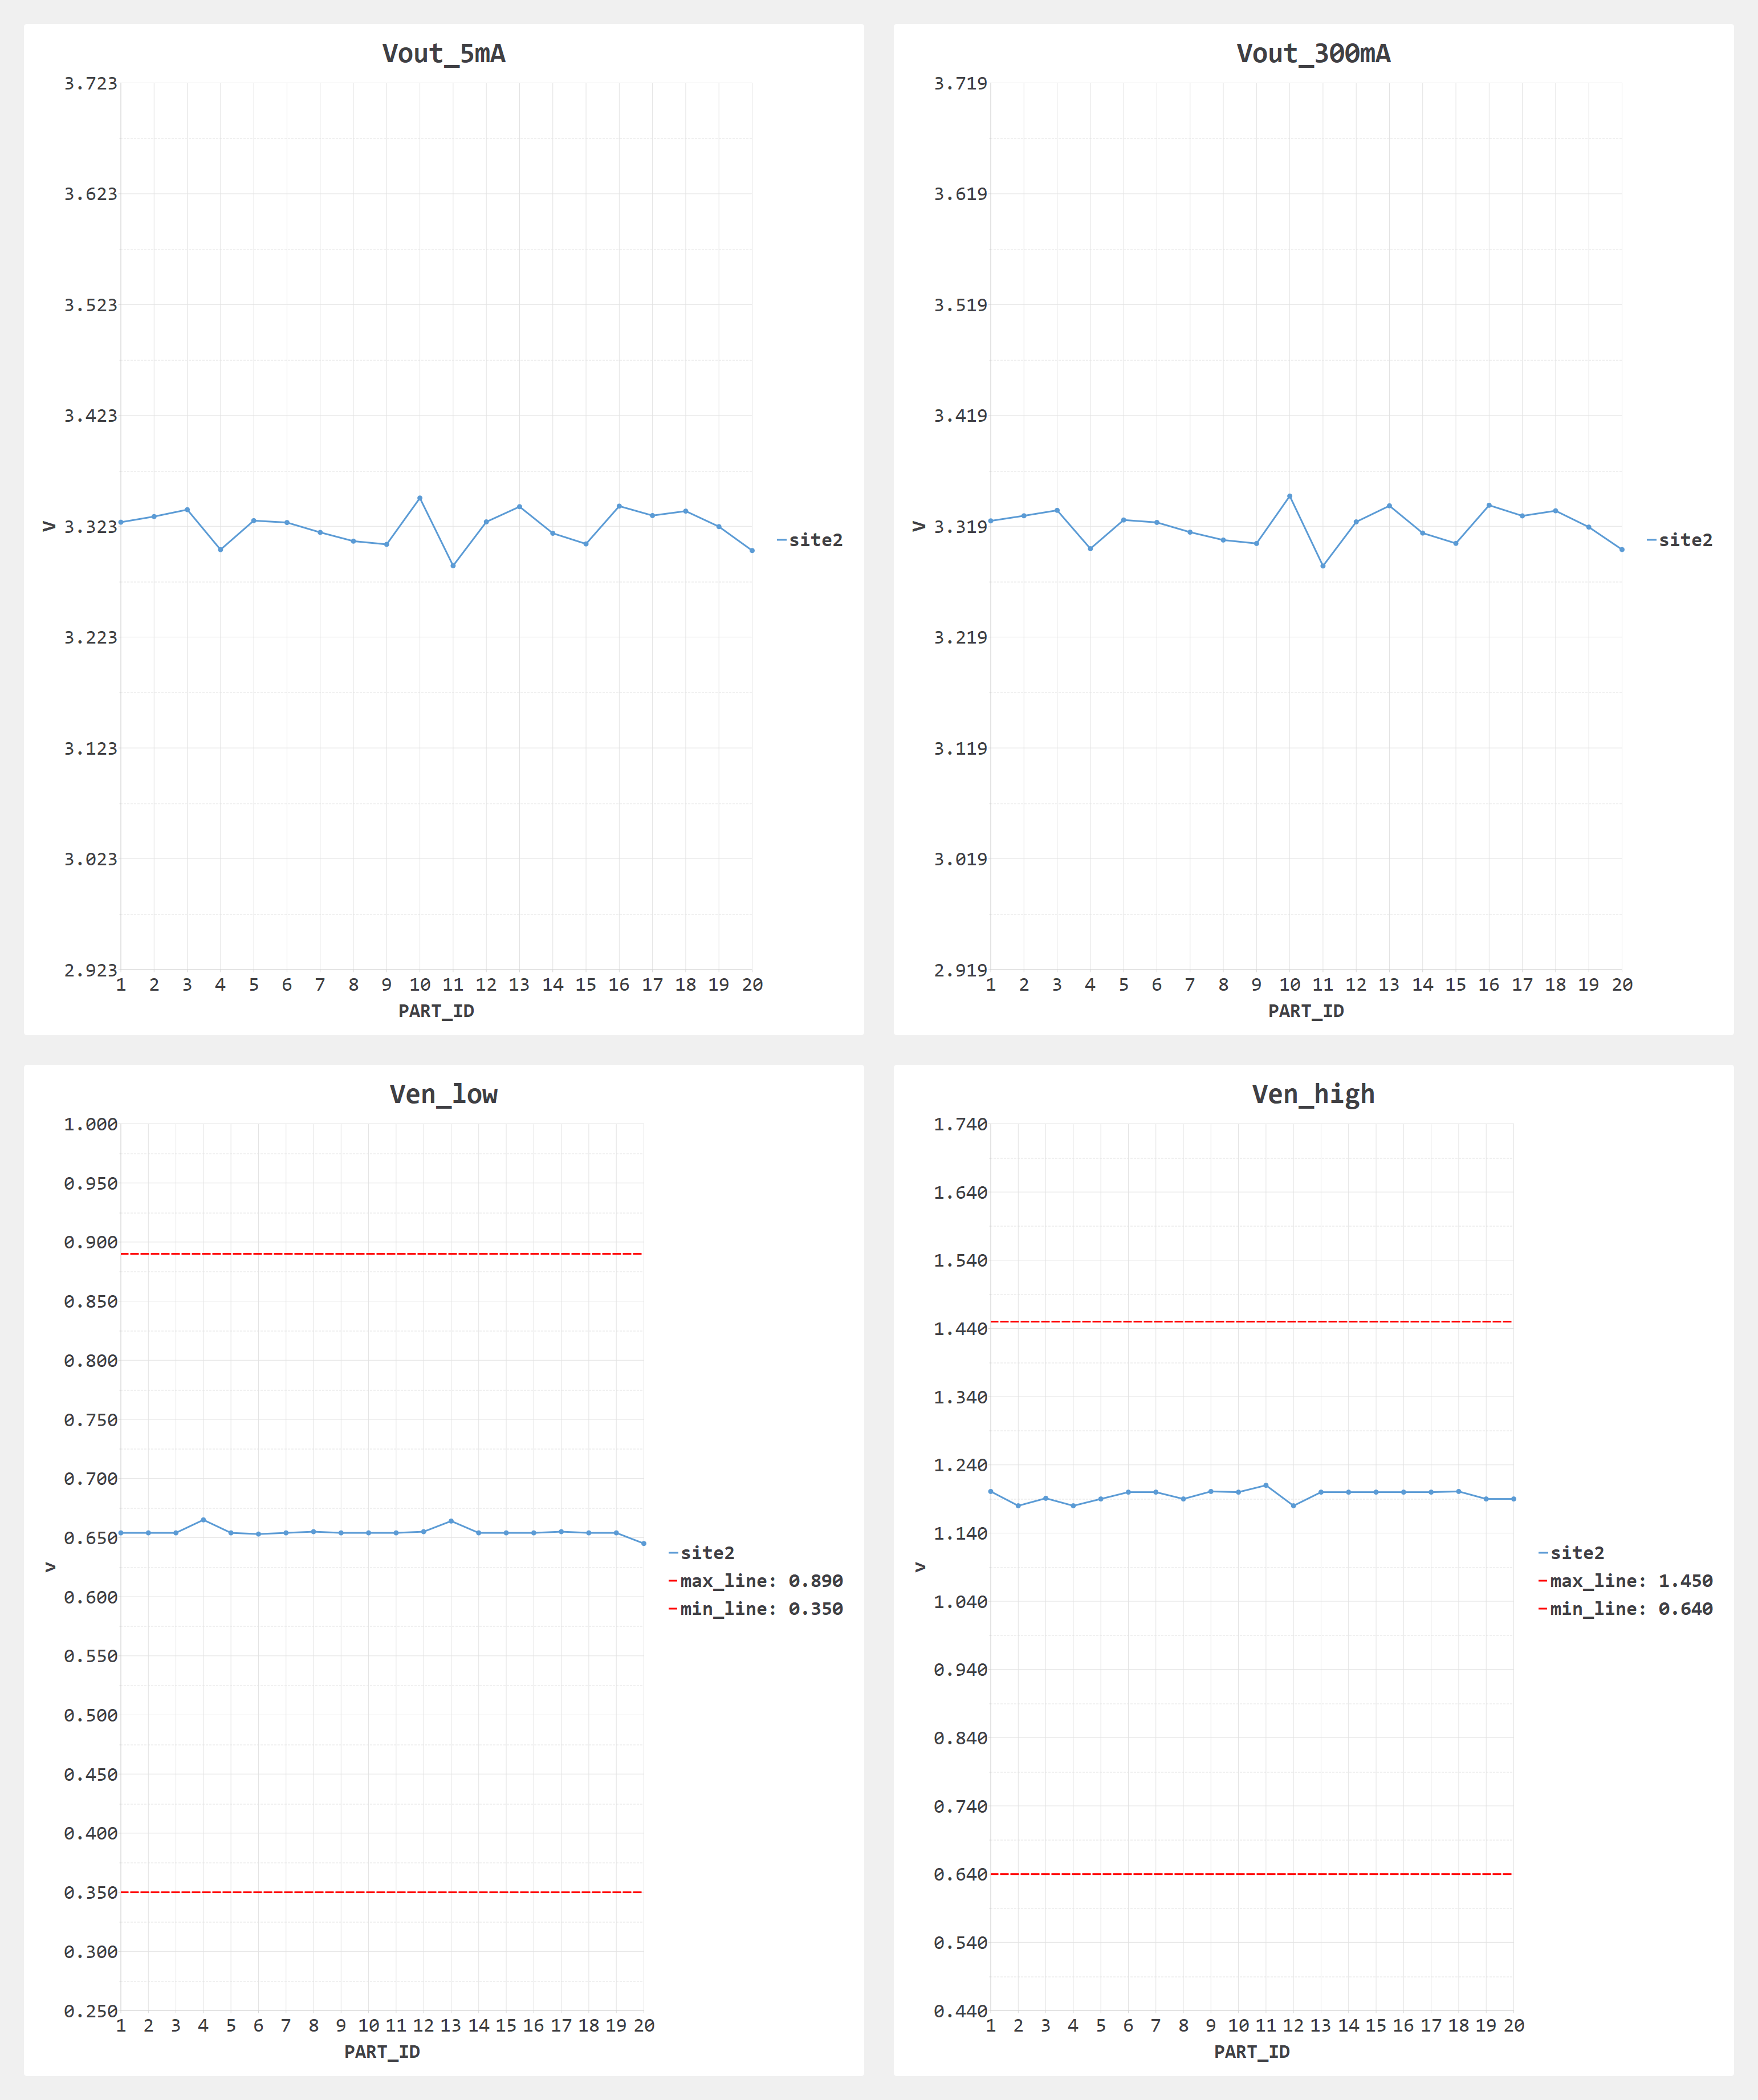 Vout_5mA
3.723
3.623
3.523
3.423
3.323
3.223
3.123
3.023
2.923
V
1 2 3 4 5 6 7 8 9 10 11 12 13 14 15 16 17 18 19 20
PART_ID
site2
Vout_300mA
3.719
3.619
3.519
3.419
3.319
3.219
3.119
3.019
2.919
V
1 2 3 4 5 6 7 8 9 10 11 12 13 14 15 16 17 18 19 20
PART_ID
site2
Ven_low
1.000
0.950
0.900
0.850
0.800
0.750
0.700
0.650
0.600
0.550
0.500
0.450
0.400
0.350
0.300
0.250
V
1 2 3 4 5 6 7 8 9 10 11 12 13 14 15 16 17 18 19 20
PART_ID
site2
max_line: 0.890
min_line: 0.350
Ven_high
1.740
1.640
1.540
1.440
1.340
1.240
1.140
1.040
0.940
0.840
0.740
0.640
0.540
0.440
V
1 2 3 4 5 6 7 8 9 10 11 12 13 14 15 16 17 18 19 20
PART_ID
site2
max_line: 1.450
min_line: 0.640